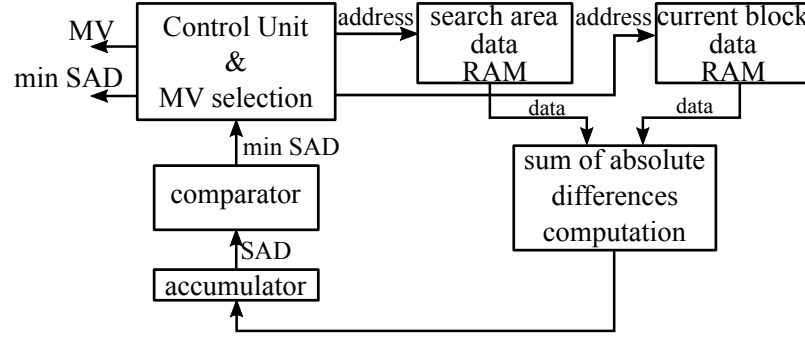 MV
min SAD
Control Unit
&
MV selection
address
search area
data
RAM
address
current block
data
RAM
data
data
min SAD
sum of absolute
differences
computation
comparator
SAD
accumulator